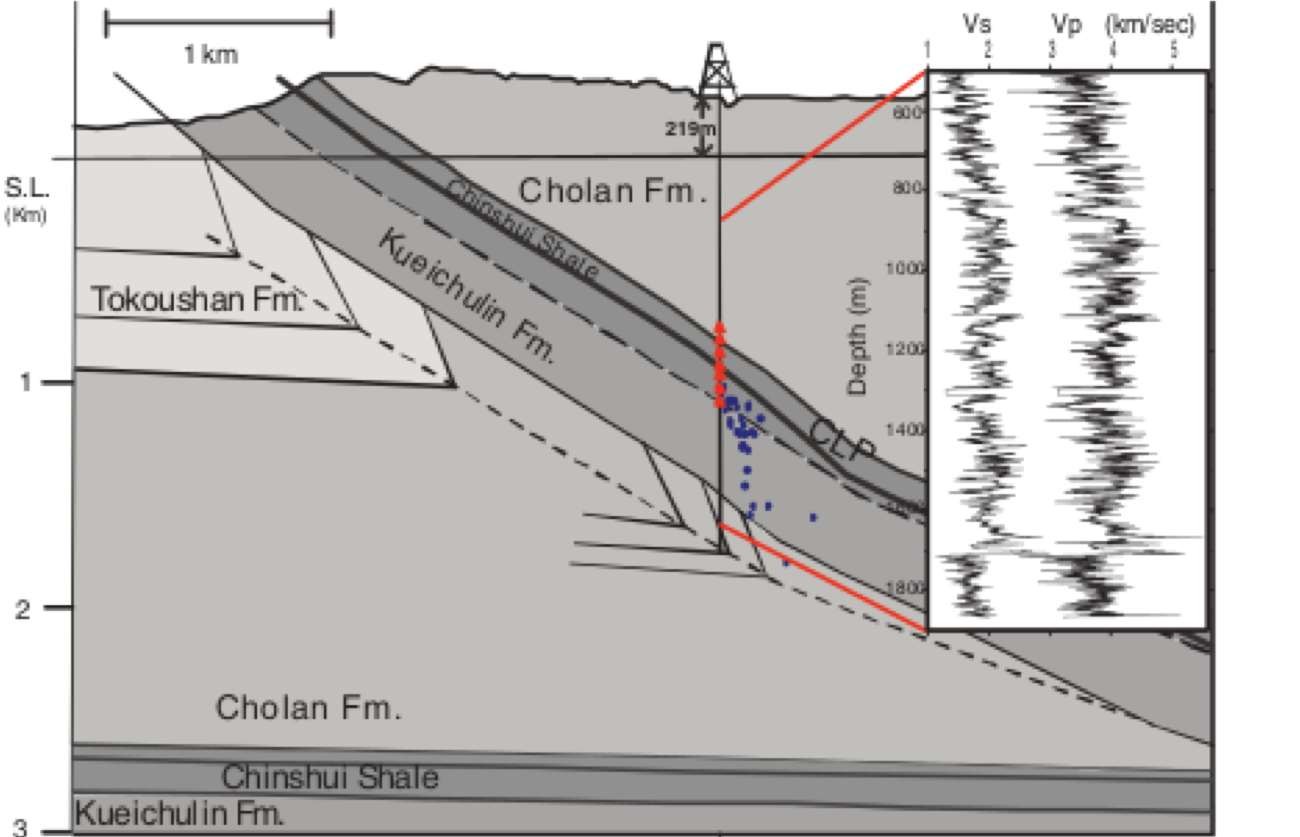 Vs Vp (km/sec)
1 2 3 4 5
1 km
219m
S.L.
(Km)
Cholan Fm.
Chinshui Shale
Kueichulin Fm.
Tokoushan Fm.
CLP
Depth (m)
600
800
1000
1200
1400
1800
1
2
Cholan Fm.
Chinshui Shale
Kueichulin Fm.
3